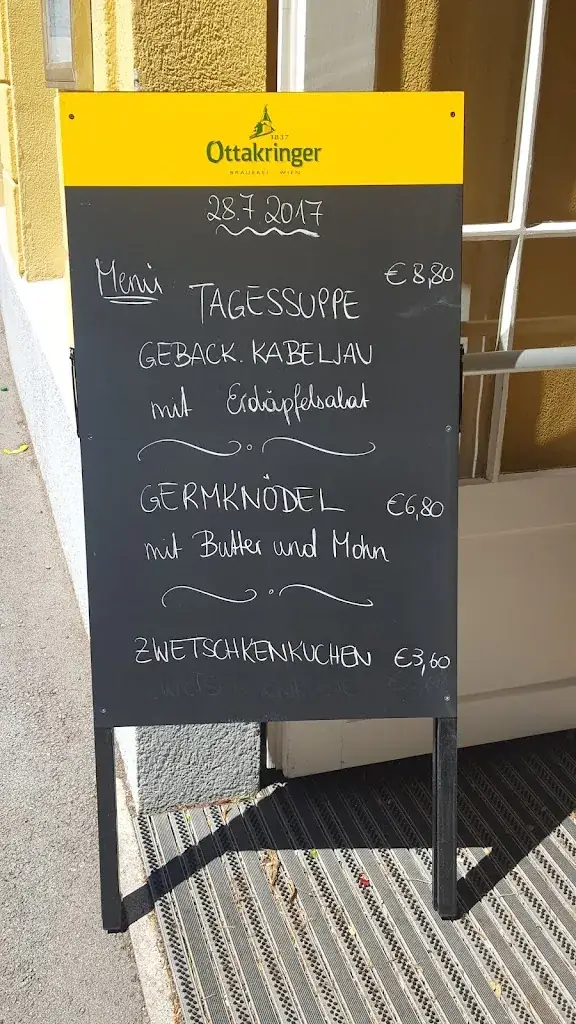 1837
Ottakringer
BRAUEREI · WIEN
28.7.2017
Menü €8,80
TAGESSUPPE
GEBACK. KABELJAU
mit Erdäpfelsalat
GERMKNÖDEL €6,80
mit Butter und Mohn
ZWETSCHKENKUCHEN €3,60